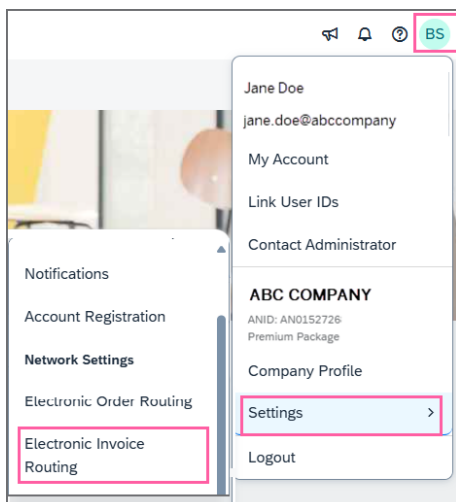 BS
Jane Doe
jane.doe@abccompany
My Account
Link User IDs
Contact Administrator
ABC COMPANY
ANID: AN0152726
Premium Package
Company Profile
Settings
Logout
Notifications
Account Registration
Network Settings
Electronic Order Routing
Electronic Invoice
Routing